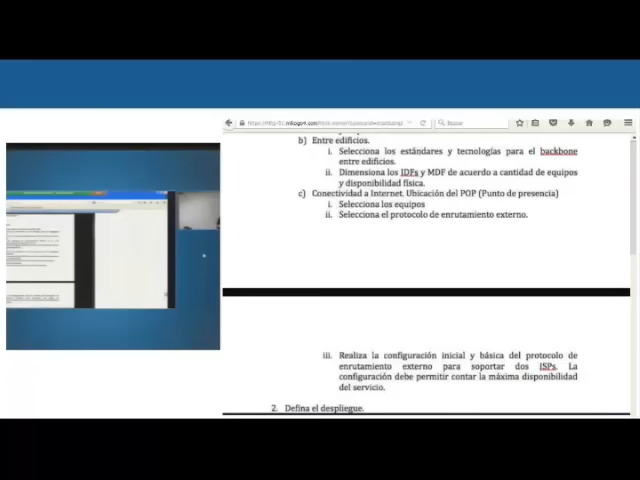 Buscar
b) Entre edificios.
i. Selecciona los estándares y tecnologías para el backbone
entre edificios.
ii. Dimensiona los IDFs y MDF de acuerdo a cantidad de equipos
y disponibilidad física.
c) Conectividad a Internet. Ubicación del POP (Punto de presencia)
i. Selecciona los equipos
ii. Selecciona el protocolo de enrutamiento externo.
iii. Realiza la configuración inicial y básica del protocolo de
enrutamiento externo para soportar dos ISPs. La
configuración debe permitir contar la máxima disponibilidad
del servicio.
2. Defina el despliegue.